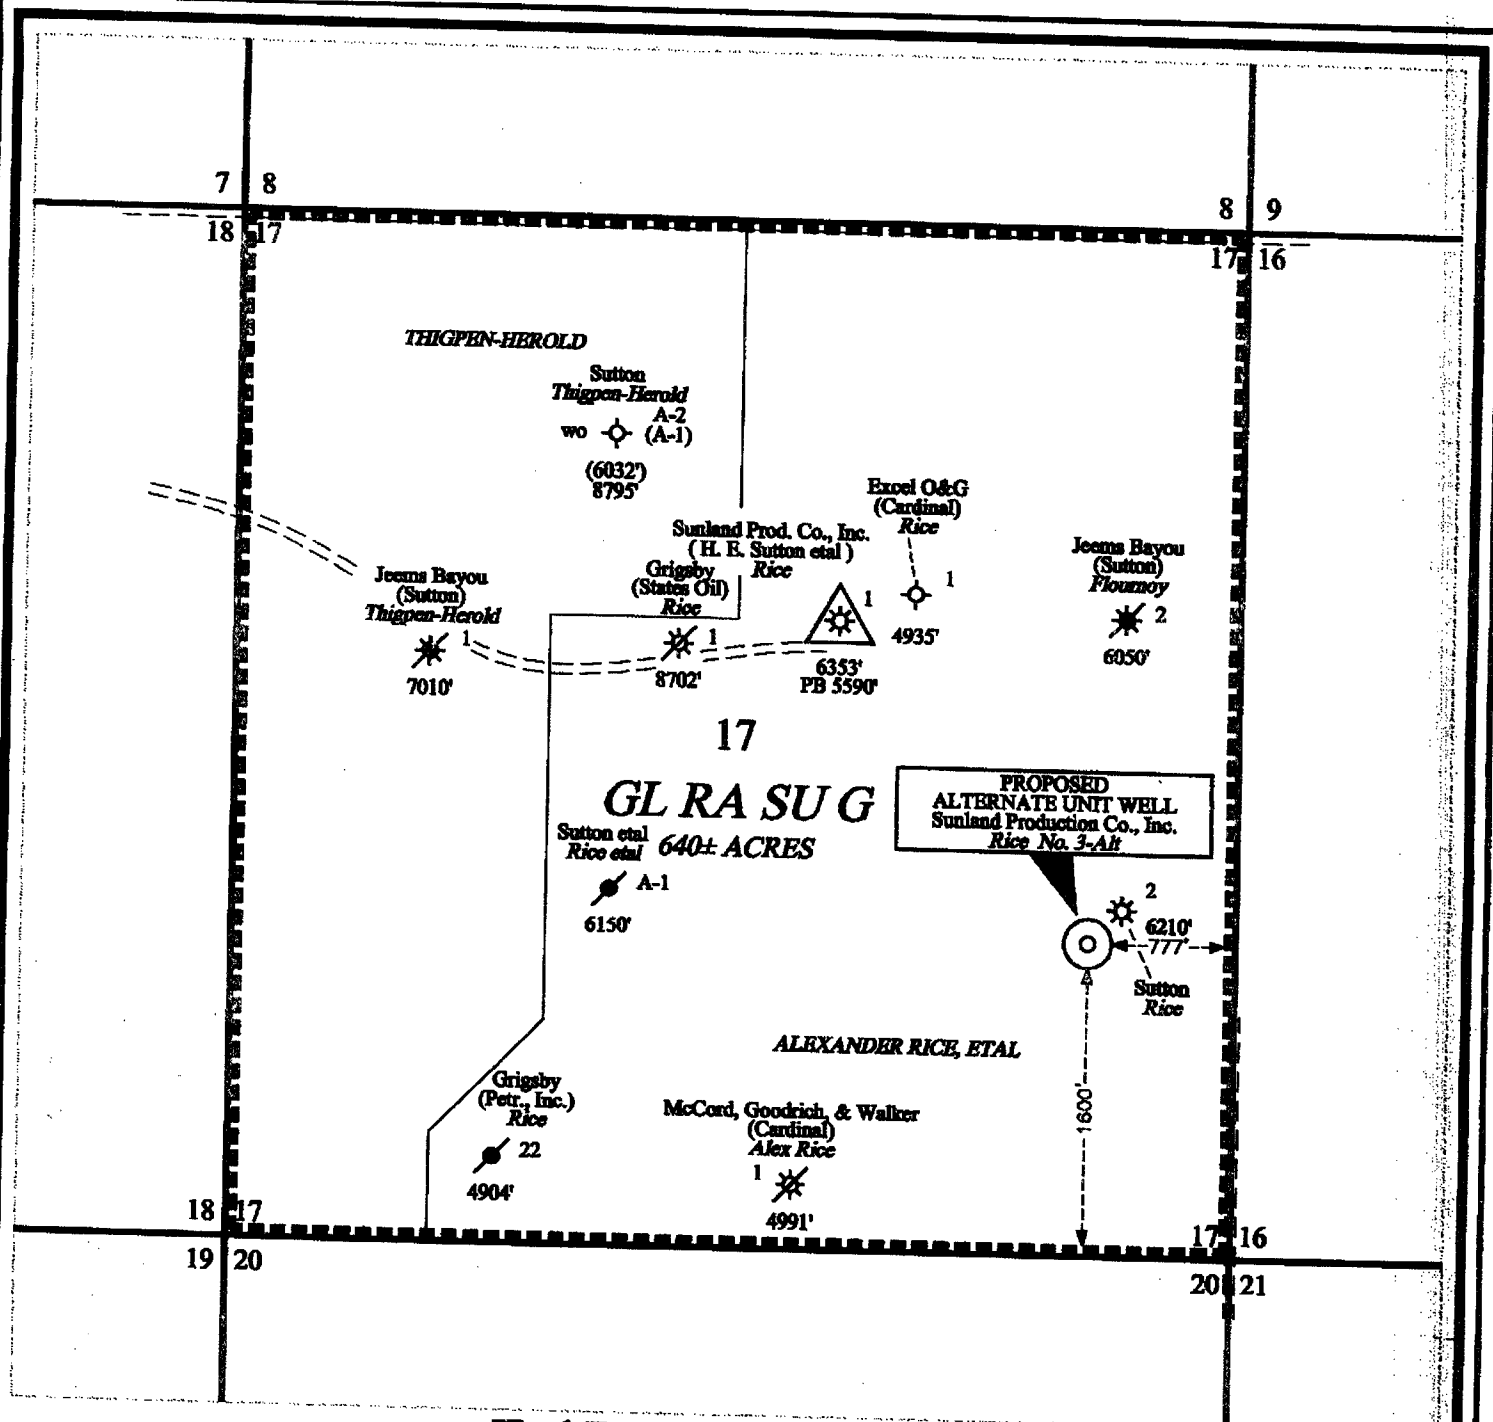 7 8
8 9
18 17
17 16
THIGPEN-HEROLD
Sutton
Thigpen-Herold
A-2
wo (A-1)
(6032')
8795'
Excel O&G
(Cardinal)
Rice
1
4935'
Sunland Prod. Co., Inc.
( H. E. Sutton etal )
Rice
1
6353'
PB 5590'
Grigsby
(States Oil)
Rice
1
8702'
Jeems Bayou
(Sutton)
Flournoy
2
6050'
Jeems Bayou
(Sutton)
Thigpen-Herold
1
7010'
17
GL RA SU G
640± ACRES
PROPOSED
ALTERNATE UNIT WELL
Sunland Production Co., Inc.
Rice No. 3-Alt
Sutton etal
Rice etal
A-1
6150'
2
6210'
777'
Sutton
Rice
ALEXANDER RICE, ETAL
1600'
Grigsby
(Petr., Inc.)
Rice
22
4904'
McCord, Goodrich, & Walker
(Cardinal)
Alex Rice
1
4991'
18 17
17 16
19 20
20 21